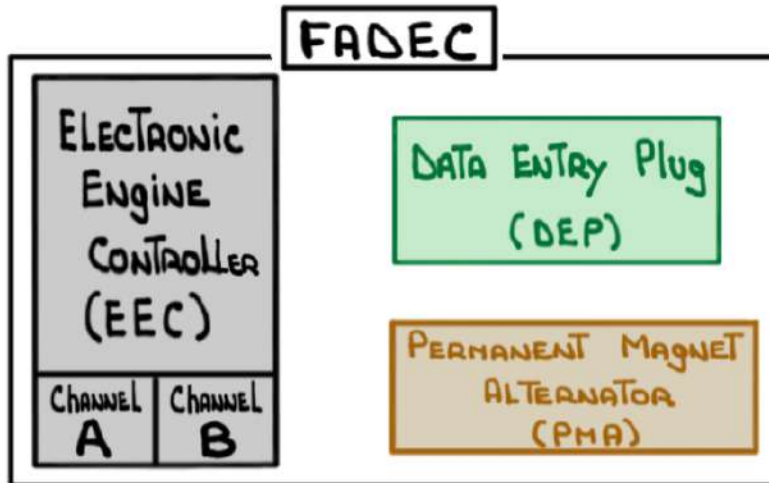 FADEC
ELECTRONIC
ENGINE
CONTROLLER
(EEC)
CHANNEL
A
CHANNEL
B
DATA ENTRY PLUG
(DEP)
PERMANENT MAGNET
ALTERNATOR
(PMA)